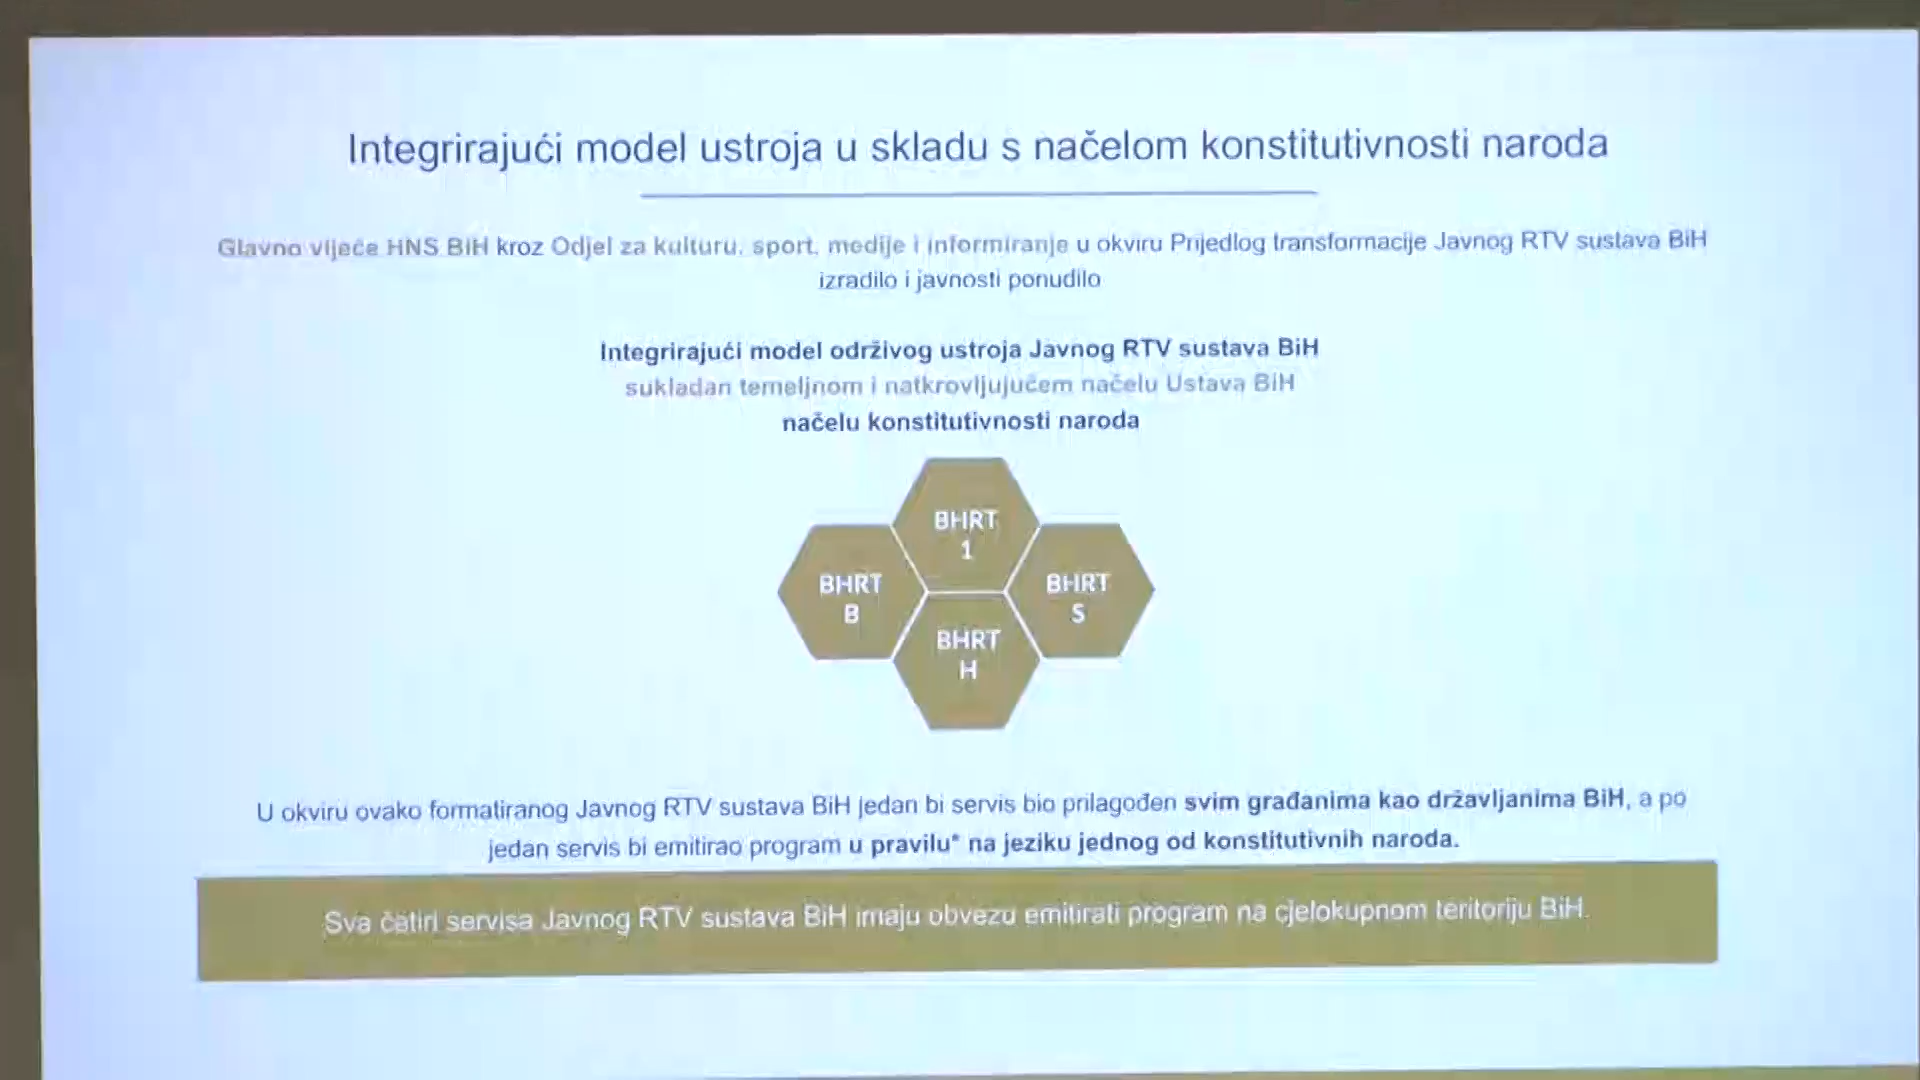 Integrirajući model ustroja u skladu s načelom konstitutivnosti naroda
Glavno vijeće HNS BiH kroz Odjel za kulturu, sport, medije i informiranje u okviru Prijedlog transformacije Javnog RTV sustava BiH
izradilo i javnosti ponudilo
Integrirajući model održivog ustroja Javnog RTV sustava BiH
sukladan temeljnom i natkrovljujućem načelu Ustava BiH
načelu konstitutivnosti naroda
BHRT
1
BHRT
B
BHRT
S
BHRT
H
U okviru ovako formatiranog Javnog RTV sustava BiH jedan bi servis bio prilagođen svim građanima kao državljanima BiH, a po
jedan servis bi emitirao program u pravilu* na jeziku jednog od konstitutivnih naroda.
Sva četiri servisa Javnog RTV sustava BiH imaju obvezu emitirati program na cjelokupnom teritoriju BiH.